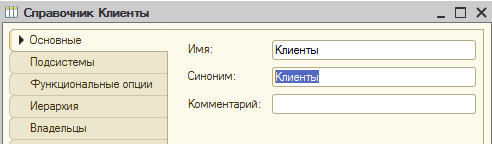 Справочник Клиенты
Основные
Подсистемы
Функциональные опции
Иерархия
Владельцы
Имя: Клиенты
Синоним: Клиенты
Комментарий: